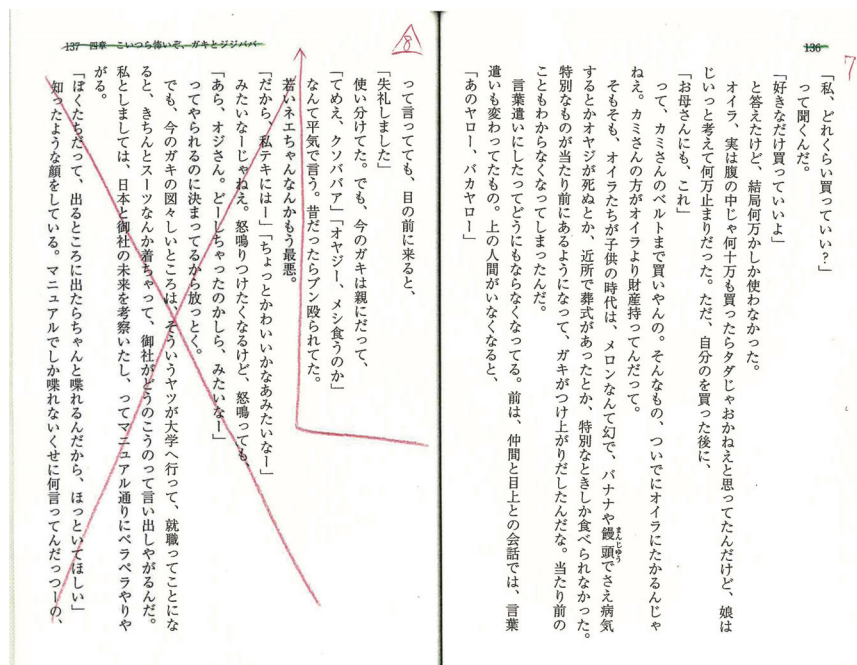 136
7
「私、どれくらい買っていい?」
って聞くんだ。
「好きなだけ買っていいよ」
と答えたけど、結局何万かしか使わなかった。
オイラ、実は腹の中じゃ何十万も買ったらタダじゃおかねえと思ってたんだけど、娘は
じいっと考えて何万止まりだった。ただ、自分のを買った後に、
「お母さんにも、これ」
って、カミさんのベルトまで買いやんの。そんなもの、ついでにオイラにたかるんじゃ
ねえ。カミさんの方がオイラより財産持ってんだって。
そもそも、オイラたちが子供の時代は、メロンなんて幻で、バナナや饅頭でさえ病気
まんじゅう
するとかオヤジが死ぬとか、近所で葬式があったとか、特別なときしか食べられなかった。
特別なものが当たり前にあるようになって、ガキがつけ上がりだしたんだな。当たり前の
こともわからなくなってしまったんだ。
言葉遣いにしたってどうにもならなくなってる。前は、仲間と目上との会話では、言葉
遣いも変わってたもの。上の人間がいなくなると、
「あのヤロー、バカヤロー」
137 四章 こいつら怖いぞ、ガキとジジババ
8
って言ってても、目の前に来ると、
「失礼しました」
使い分けてた。でも、今のガキは親にだって、
「てめえ、クソババア」「オヤジー、メシ食うのか」
なんて平気で言う。昔だったらブン殴られてた。
若いネエちゃんなんかもう最悪。
「だから、私テキにはー」「ちょっとかわいいかなあみたいなー」
みたいなーじゃねえ。怒鳴りつけたくなるけど、怒鳴っても、
「あら、オジさん。どーしちゃったのかしら、みたいなー」
ってやられるのに決まってるから放っとく。
でも、今のガキの図々しいところは、そういうヤツが大学へ行って、就職ってことにな
ると、きちんとスーツなんか着ちゃって、御社がどうのこうのって言い出しやがるんだ。
私としましては、日本と御社の未来を考察いたし、ってマニュアル通りにペラペラやりや
がる。
「ぼくたちだって、出るところに出たらちゃんと喋れるんだから、ほっといてほしい」
知ったような顔をしている。マニュアルでしか喋れないくせに何言ってんだっつーの、